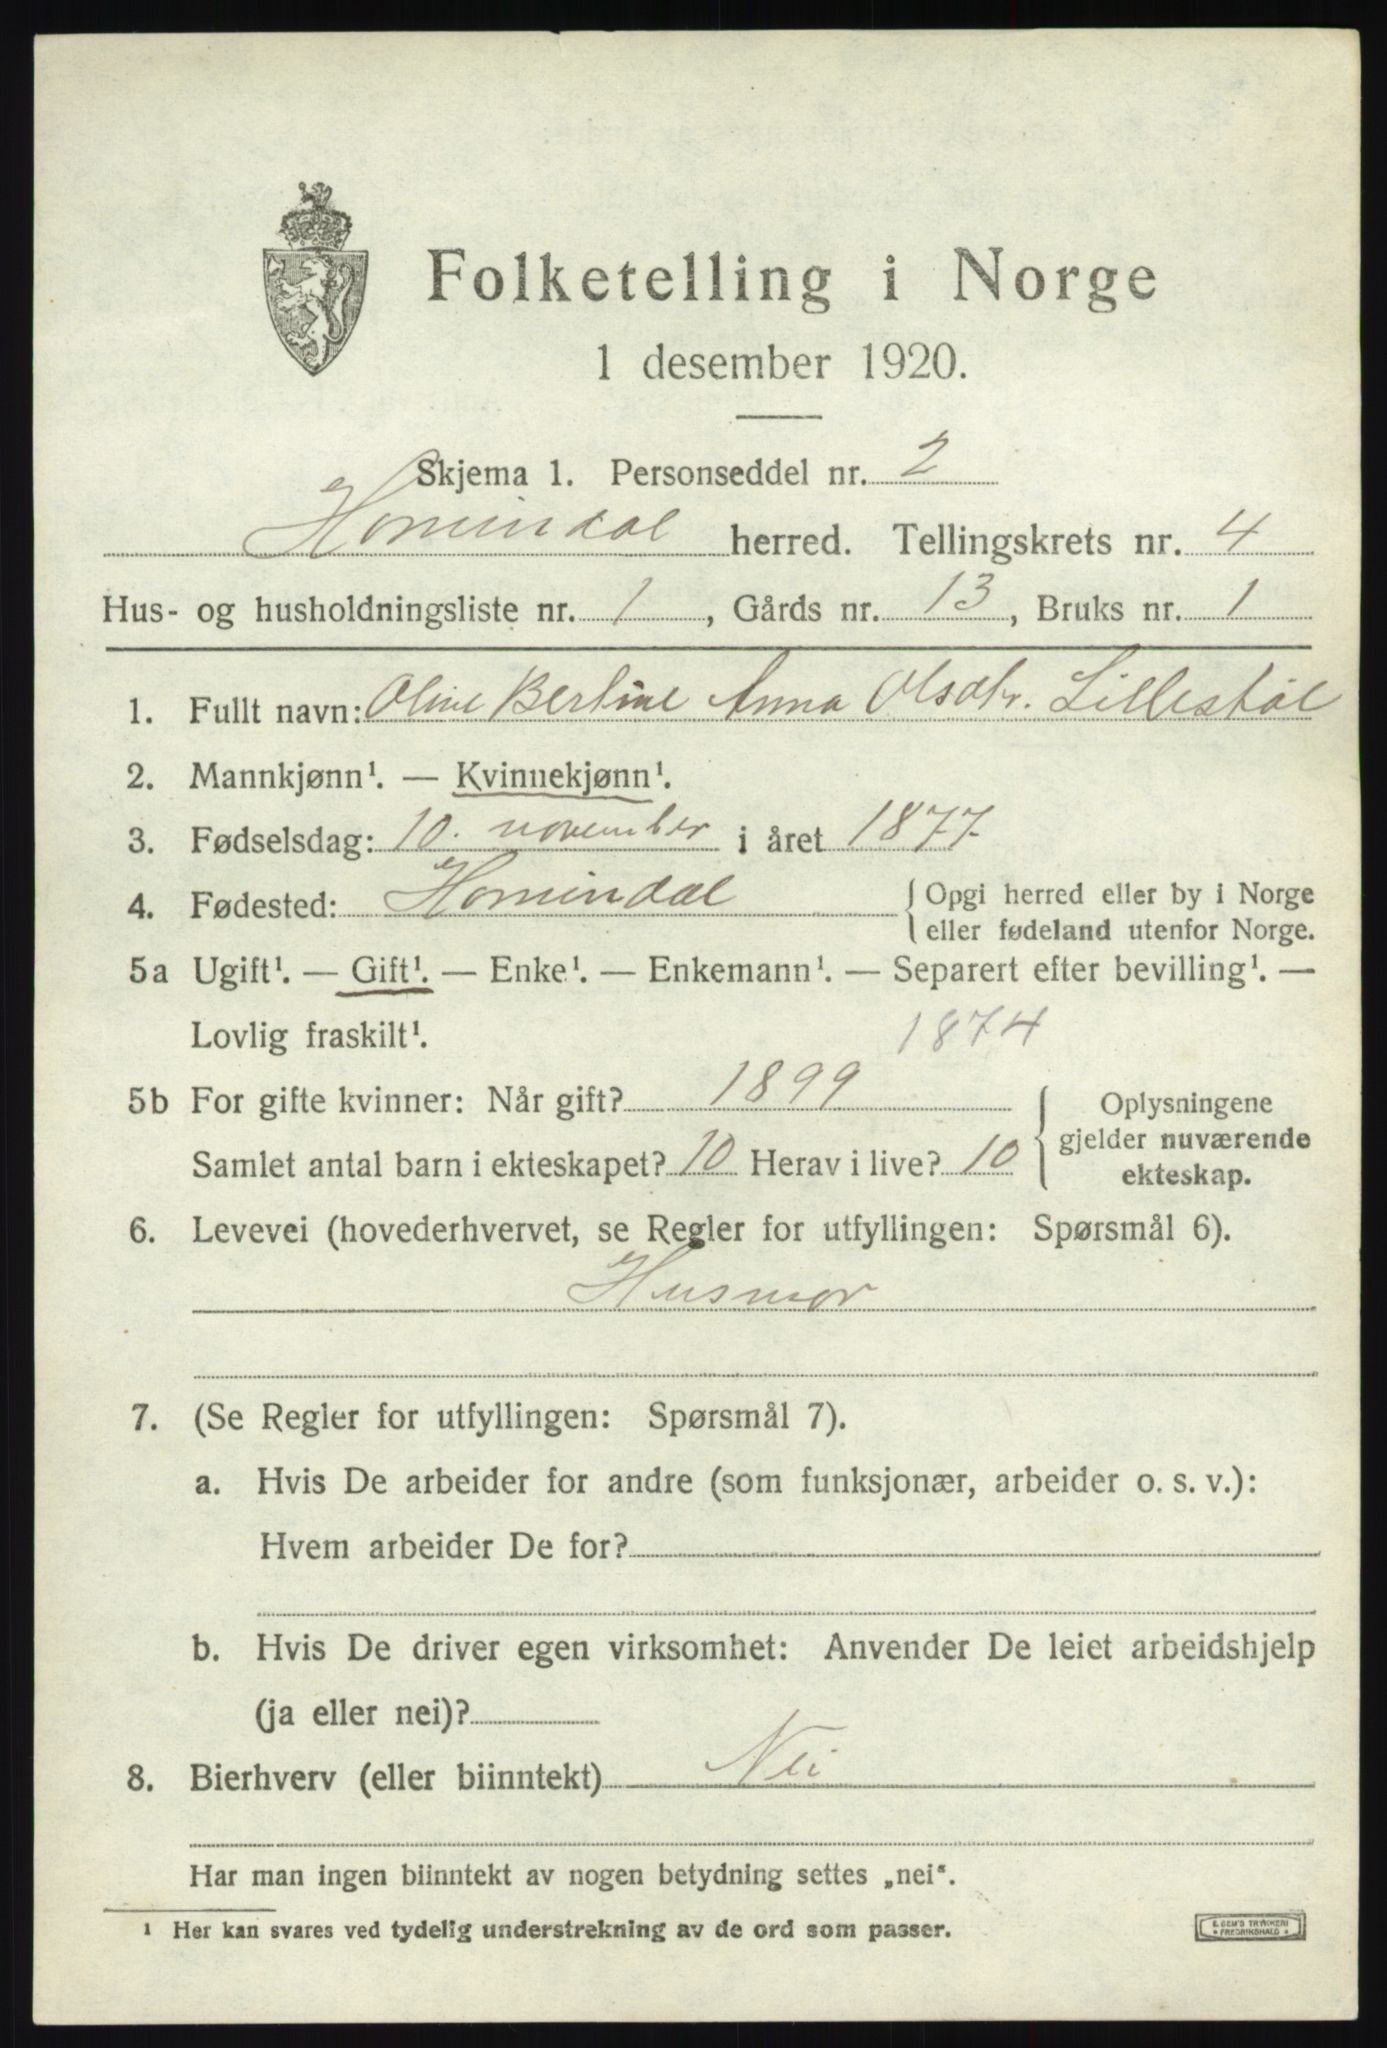 Folketelling i Norge
1 desember 1920.
Skjema 1. Personseddel nr. 2
Hornindal herred. Tellingskrets nr. 4
Hus- og husholdningsliste nr. 1, Gårds nr. 13, Bruks nr. 1
1. Fullt navn: Oline Bertine Anna Olsdtr. Lillestøl
2. Mannkjønn¹. — Kvinnekjønn¹.
3. Fødselsdag: 10. november i året 1877
4. Fødested: Hornindal { Opgi herred eller by i Norge
eller fødeland utenfor Norge.
5a Ugift¹. — Gift¹. — Enke¹. — Enkemann¹. — Separert efter bevilling¹. —
Lovlig fraskilt¹. 1874
5b For gifte kvinner: Når gift? 1899
Samlet antal barn i ekteskapet? 10 Herav i live? 10
Oplysningene
gjelder nuværende
ekteskap.
6. Levevei (hovederhvervet, se Regler for utfyllingen: Spørsmål 6).
Husmor
7. (Se Regler for utfyllingen: Spørsmål 7).
a. Hvis De arbeider for andre (som funksjonær, arbeider o. s. v.):
Hvem arbeider De for?
b. Hvis De driver egen virksomhet: Anvender De leiet arbeidshjelp
(ja eller nei)?
8. Bierhverv (eller biinntekt) Nei
Har man ingen biinntekt av nogen betydning settes „nei“.
¹ Her kan svares ved tydelig understrekning av de ord som passer.
E. SEM'S TRYKKERI
* FREDRIKSHALD *